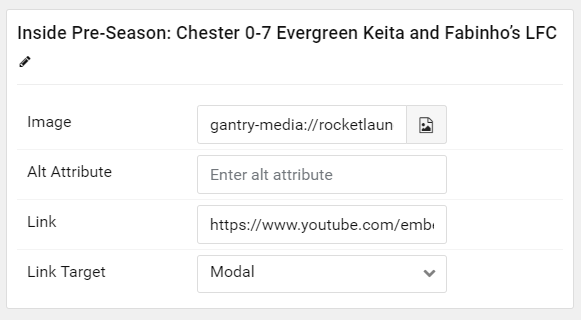 Inside Pre-Season: Chester 0-7 Evergreen Keita and Fabinho’s LFC
Image
gantry-media://rocketlaun
Alt Attribute
Enter alt attribute
Link
https://www.youtube.com/embe
Link Target
Modal